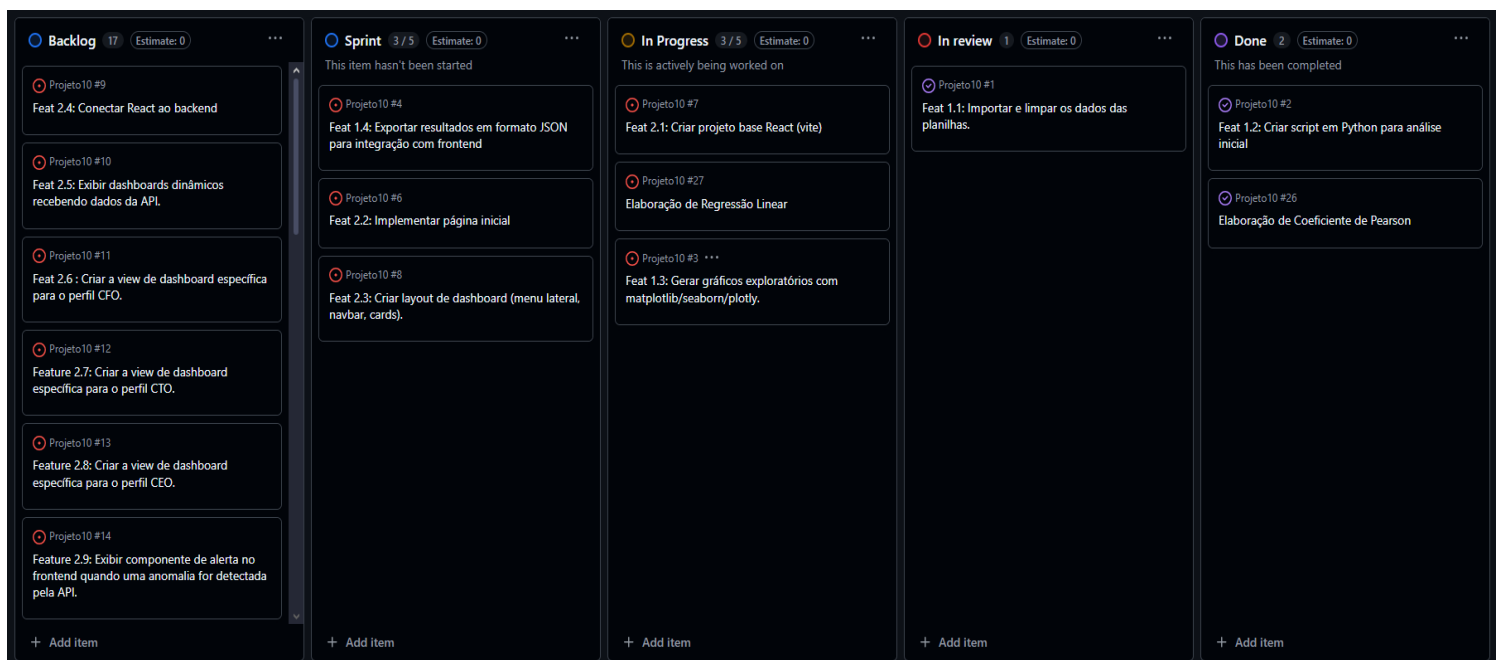 Backlog 17 Estimate: 0 ...
Projeto10 #9
Feat 2.4: Conectar React ao backend
Projeto10 #10
Feat 2.5: Exibir dashboards dinâmicos
recebendo dados da API.
Projeto10 #11
Feat 2.6 : Criar a view de dashboard específica
para o perfil CFO.
Projeto10 #12
Feature 2.7: Criar a view de dashboard
específica para o perfil CTO.
Projeto10 #13
Feature 2.8: Criar a view de dashboard
específica para o perfil CEO.
Projeto10 #14
Feature 2.9: Exibir componente de alerta no
frontend quando uma anomalia for detectada
pela API.
+ Add item
Sprint 3 / 5 Estimate: 0 ...
This item hasn't been started
Projeto10 #4
Feat 1.4: Exportar resultados em formato JSON
para integração com frontend
Projeto10 #6
Feat 2.2: Implementar página inicial
Projeto10 #8
Feat 2.3: Criar layout de dashboard (menu lateral,
navbar, cards).
+ Add item
In Progress 3 / 5 Estimate: 0 ...
This is actively being worked on
Projeto10 #7
Feat 2.1: Criar projeto base React (vite)
Projeto10 #27
Elaboração de Regressão Linear
Projeto10 #3 ...
Feat 1.3: Gerar gráficos exploratórios com
matplotlib/seaborn/plotly.
+ Add item
In review 1 Estimate: 0 ...
Projeto10 #1
Feat 1.1: Importar e limpar os dados das
planilhas.
+ Add item
Done 2 Estimate: 0 ...
This has been completed
Projeto10 #2
Feat 1.2: Criar script em Python para análise
inicial
Projeto10 #26
Elaboração de Coeficiente de Pearson
+ Add item